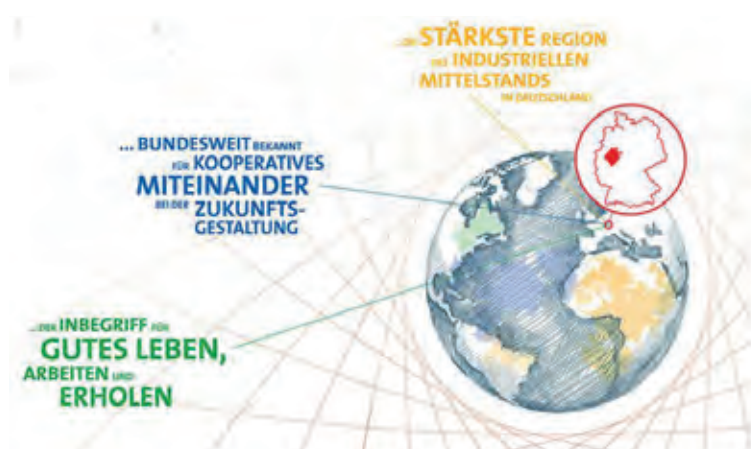 ...die STÄRKSTE REGION
DES INDUSTRIELLEN
MITTELSTANDS
IN DEUTSCHLAND
... BUNDESWEIT BEKANNT
FÜR KOOPERATIVES
MITEINANDER
BEI DER ZUKUNFTS-
GESTALTUNG
...DER INBEGRIFF FÜR
GUTES LEBEN,
ARBEITEN UND
ERHOLEN